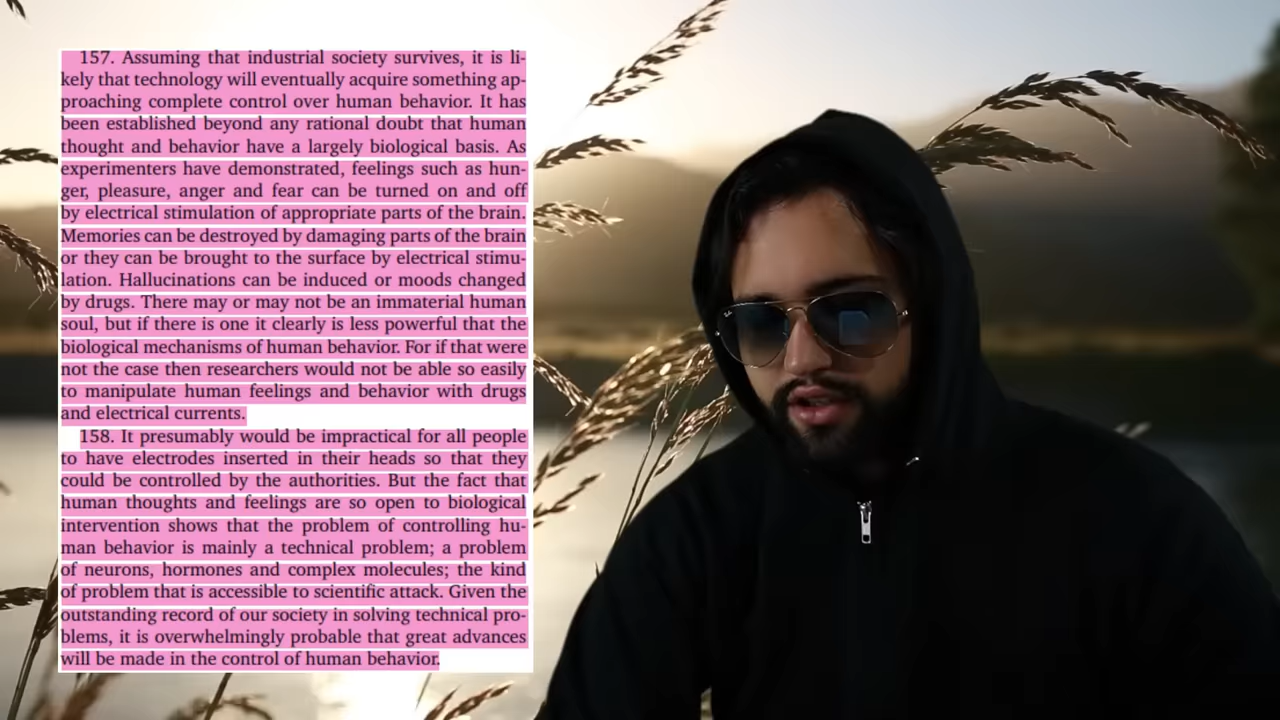 157. Assuming that industrial society survives, it is li-
kely that technology will eventually acquire something ap-
proaching complete control over human behavior. It has
been established beyond any rational doubt that human
thought and behavior have a largely biological basis. As
experimenters have demonstrated, feelings such as hun-
ger, pleasure, anger and fear can be turned on and off
by electrical stimulation of appropriate parts of the brain.
Memories can be destroyed by damaging parts of the brain
or they can be brought to the surface by electrical stimu-
lation. Hallucinations can be induced or moods changed
by drugs. There may or may not be an immaterial human
soul, but if there is one it clearly is less powerful that the
biological mechanisms of human behavior. For if that were
not the case then researchers would not be able so easily
to manipulate human feelings and behavior with drugs
and electrical currents.
158. It presumably would be impractical for all people
to have electrodes inserted in their heads so that they
could be controlled by the authorities. But the fact that
human thoughts and feelings are so open to biological
intervention shows that the problem of controlling hu-
man behavior is mainly a technical problem; a problem
of neurons, hormones and complex molecules; the kind
of problem that is accessible to scientific attack. Given the
outstanding record of our society in solving technical pro-
blems, it is overwhelmingly probable that great advances
will be made in the control of human behavior.